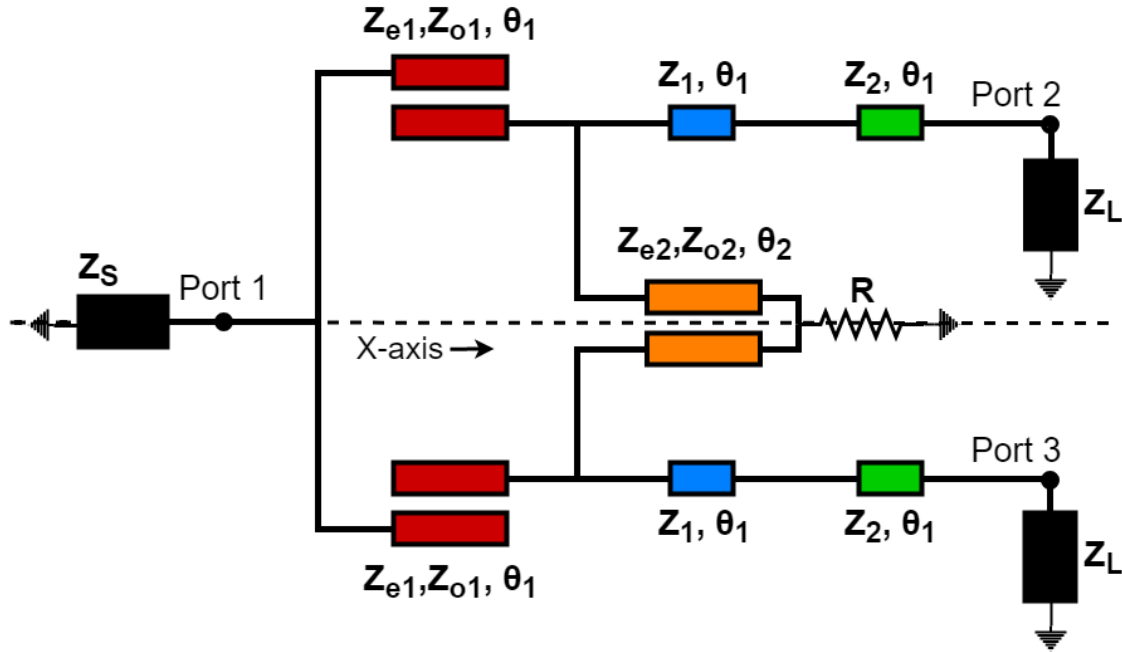 Ze1,Zo1, θ1
Z1, θ1
Z2, θ1
Port 2
ZL
Ze2,Zo2, θ2
ZS
Port 1
R
X-axis
Port 3
Z1, θ1
Z2, θ1
ZL
Ze1,Zo1, θ1